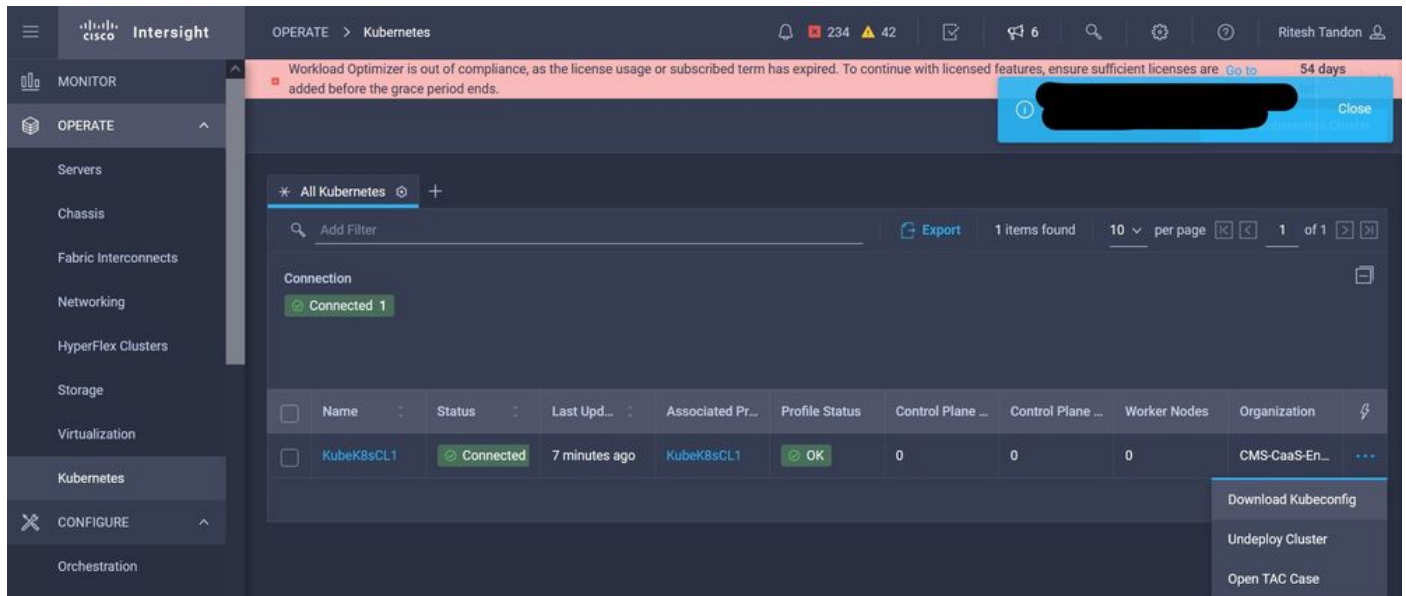 cisco Intersight
OPERATE > Kubernetes
234 42
6
Ritesh Tandon
MONITOR
OPERATE
Servers
Chassis
Fabric Interconnects
Networking
HyperFlex Clusters
Storage
Virtualization
Kubernetes
CONFIGURE
Orchestration
Workload Optimizer is out of compliance, as the license usage or subscribed term has expired. To continue with licensed features, ensure sufficient licenses are Go to 54 days
added before the grace period ends.
Close
All Kubernetes
Add Filter Export 1 items found 10 per page 1 of 1
Connection
Connected 1
Name Status Last Upd... Associated Pr... Profile Status Control Plane ... Control Plane ... Worker Nodes Organization
KubeK8sCL1 Connected 7 minutes ago KubeK8sCL1 OK 0 0 0 CMS-CaaS-En...
Download Kubeconfig
Undeploy Cluster
Open TAC Case